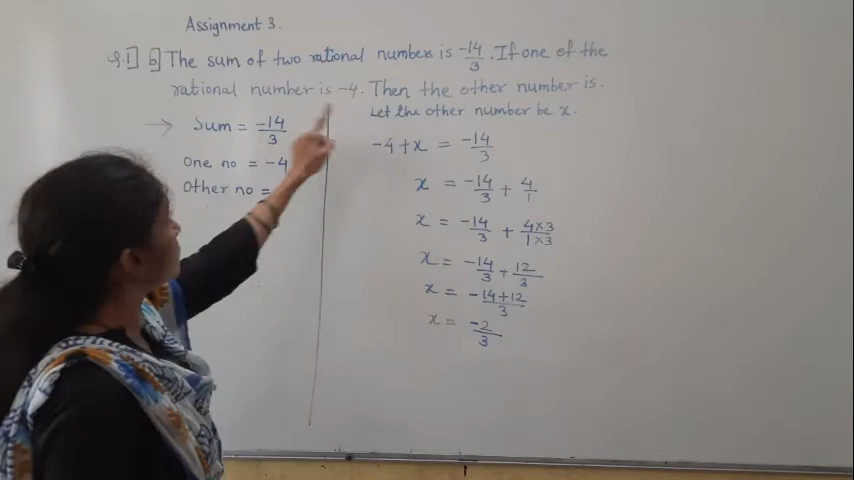 Assignment 3.
Q.1] b] The sum of two rational number is -14/3. If one of the
rational number is -4. Then the other number is.
→ Sum = -14/3
One no = -4
Other no =
Let the other number be x.
-4+x = -14/3
x = -14/3 + 4/1
x = -14/3 + 4×3/1×3
x = -14/3 + 12/3
x = -14+12/3
x = -2/3